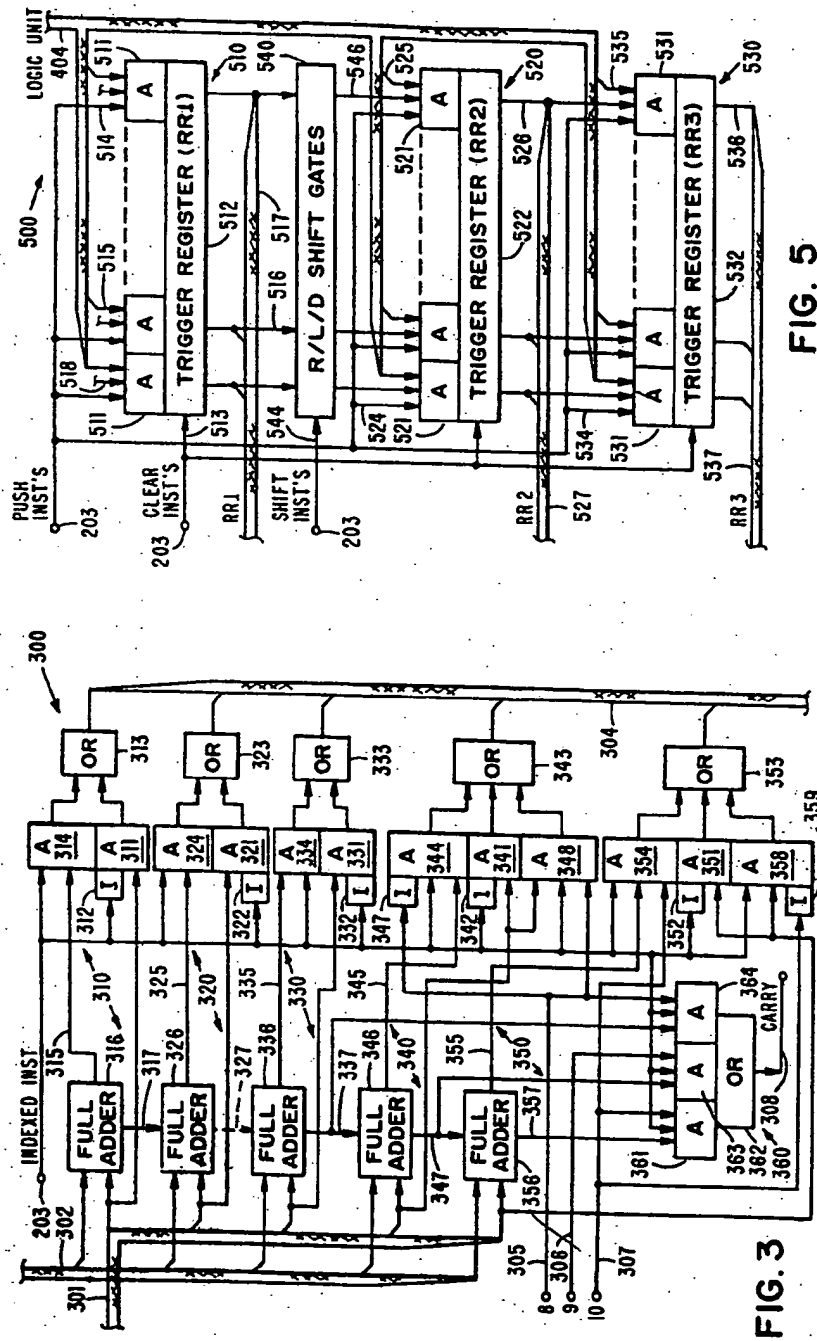 500
LOGIC UNIT
404
PUSH INST'S
203
518
515
514
511
A
A
A
511
TRIGGER REGISTER (RR1)
510
CLEAR INST'S
203
513
512
RR1
516
517
540
SHIFT INST'S
203
544
R/L/D SHIFT GATES
546
525
524
521
A
A
521
A
520
TRIGGER REGISTER (RR2)
522
526
RR2
527
535
534
531
A
A
A
531
530
TRIGGER REGISTER (RR3)
532
536
RR3
537
FIG. 5
300
INDEXED INST
203
302
301
FULL ADDER
316
315
310
317
312
I
A
314
A
311
OR
313
FULL ADDER
326
325
320
327
322
I
A
324
A
321
OR
323
FULL ADDER
336
335
330
337
332
I
A
334
A
331
OR
333
304
FULL ADDER
346
345
340
347
347
I
342
I
A
344
A
341
A
348
OR
343
FULL ADDER
356
355
350
357
352
I
A
354
A
351
A
358
I
359
OR
353
8
305
9
306
10
307
361
A
A
A
364
363
OR
362
360
308
CARRY
FIG. 3